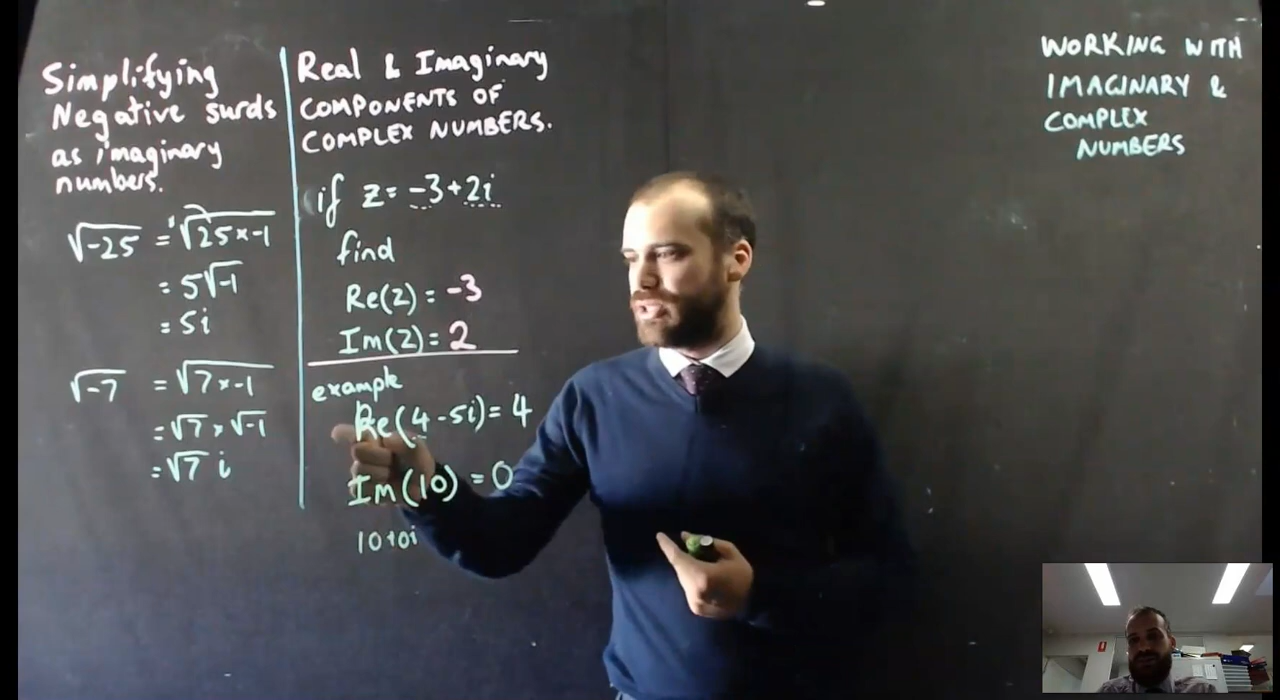 Simplifying
Negative surds
as imaginary
numbers.
√-25 = √25×-1
= 5√-1
= 5i
√-7 = √7×-1
= √7 × √-1
= √7 i
Real & Imaginary
COMPONENTS OF
COMPLEX NUMBERS.
if z = -3+2i
find
Re(z) = -3
Im(z) = 2
example
Re(4-5i) = 4
Im(10) = 0
10+0i
WORKING WITH
IMAGINARY &
COMPLEX
NUMBERS